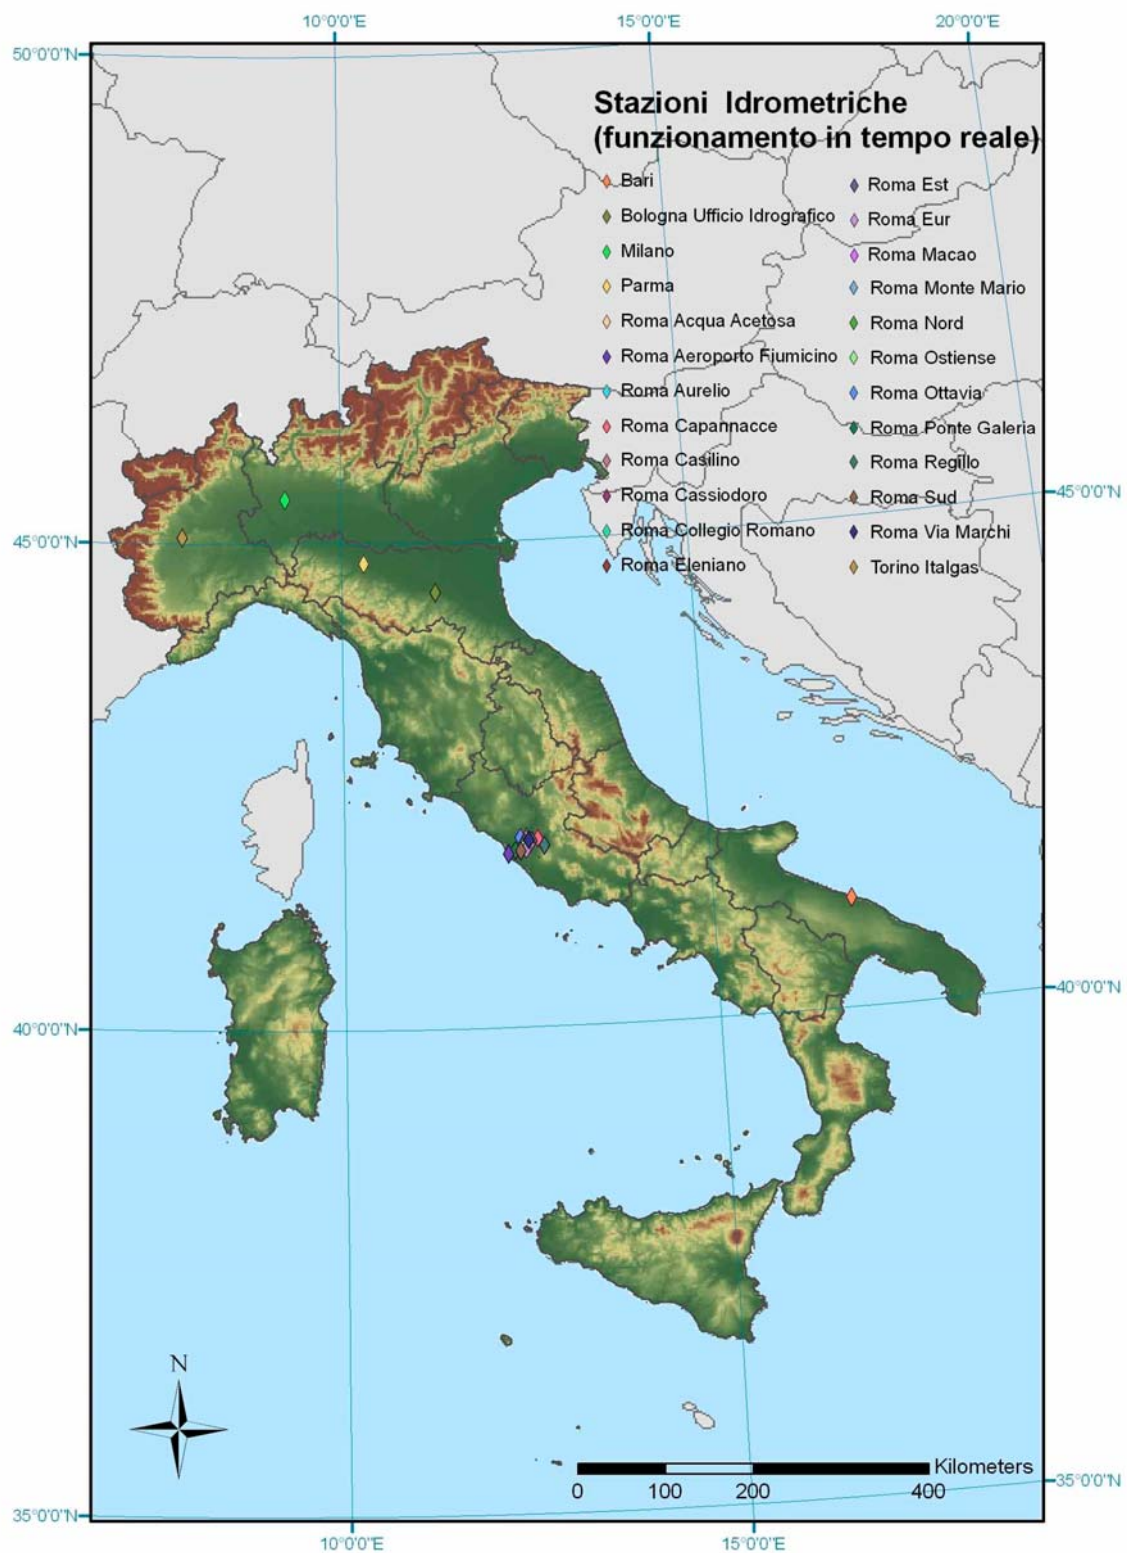 10°0'0"E
15°0'0"E
20°0'0"E
50°0'0"N
Stazioni Idrometriche
(funzionamento in tempo reale)
Bari
Bologna Ufficio Idrografico
Milano
Parma
Roma Acqua Acetosa
Roma Aeroporto Fiumicino
Roma Aurelio
Roma Capannacce
Roma Casilino
Roma Cassiodoro
Roma Collegio Romano
Roma Eleniano
Roma Est
Roma Eur
Roma Macao
Roma Monte Mario
Roma Nord
Roma Ostiense
Roma Ottavia
Roma Ponte Galeria
Roma Regillo
Roma Sud
Roma Via Marchi
Torino Italgas
45°0'0"N
45°0'0"N
40°0'0"N
40°0'0"N
N
Kilometers
0 100 200 400
35°0'0"N
35°0'0"N
10°0'0"E
15°0'0"E